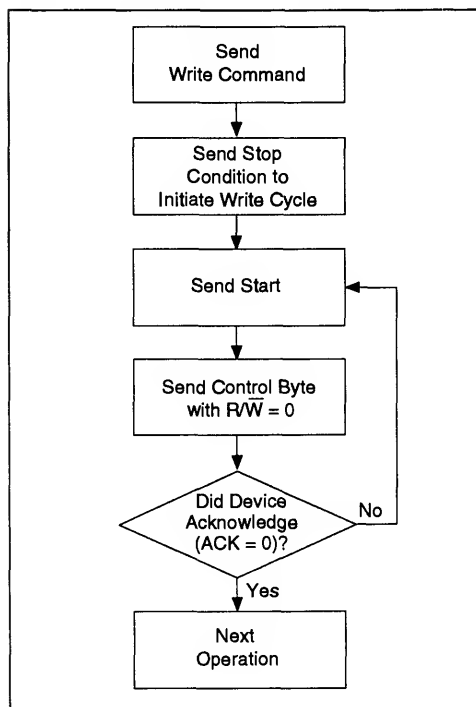 Send
Write Command
Send Stop
Condition to
Initiate Write Cycle
Send Start
Send Control Byte
with R/W̅ = 0
Did Device
Acknowledge
(ACK = 0)?
No
Yes
Next
Operation